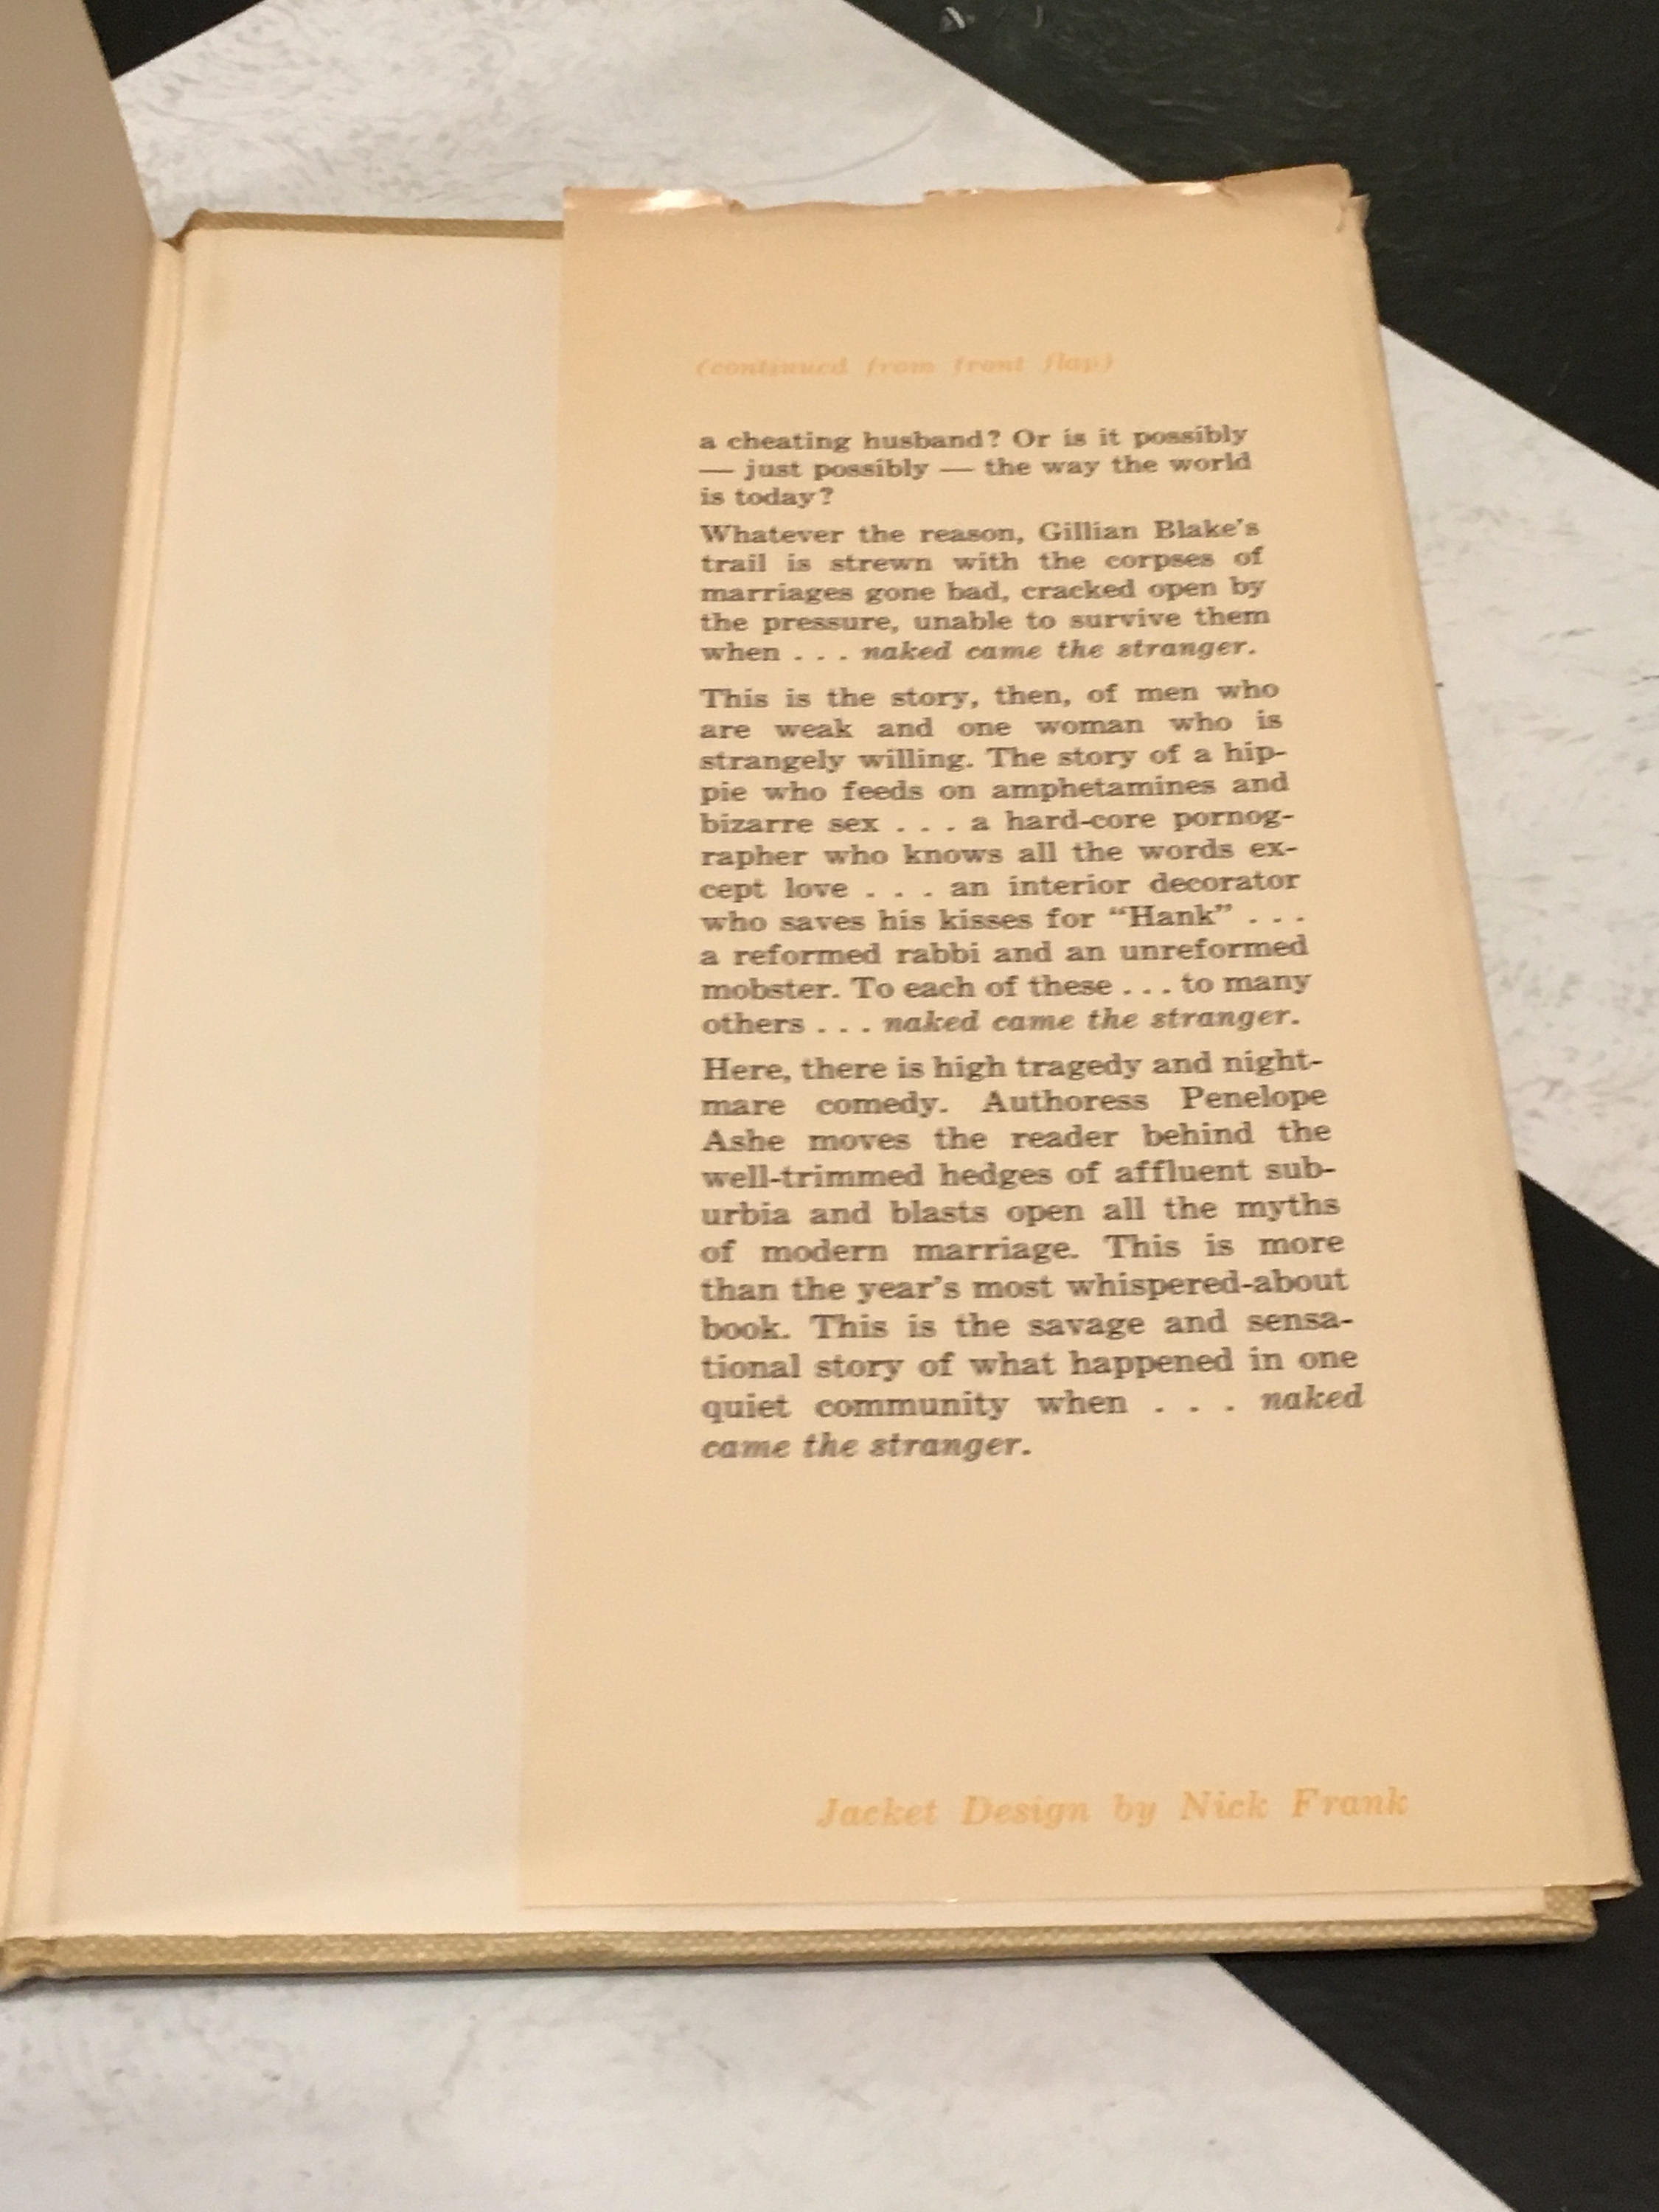 (continued from front flap)
a cheating husband? Or is it possibly
— just possibly — the way the world
is today?
Whatever the reason, Gillian Blake's
trail is strewn with the corpses of
marriages gone bad, cracked open by
the pressure, unable to survive them
when . . . naked came the stranger.
This is the story, then, of men who
are weak and one woman who is
strangely willing. The story of a hip-
pie who feeds on amphetamines and
bizarre sex . . . a hard-core pornog-
rapher who knows all the words ex-
cept love . . . an interior decorator
who saves his kisses for “Hank” . . .
a reformed rabbi and an unreformed
mobster. To each of these . . . to many
others . . . naked came the stranger.
Here, there is high tragedy and night-
mare comedy. Authoress Penelope
Ashe moves the reader behind the
well-trimmed hedges of affluent sub-
urbia and blasts open all the myths
of modern marriage. This is more
than the year's most whispered-about
book. This is the savage and sensa-
tional story of what happened in one
quiet community when . . . naked
came the stranger.
Jacket Design by Nick Frank